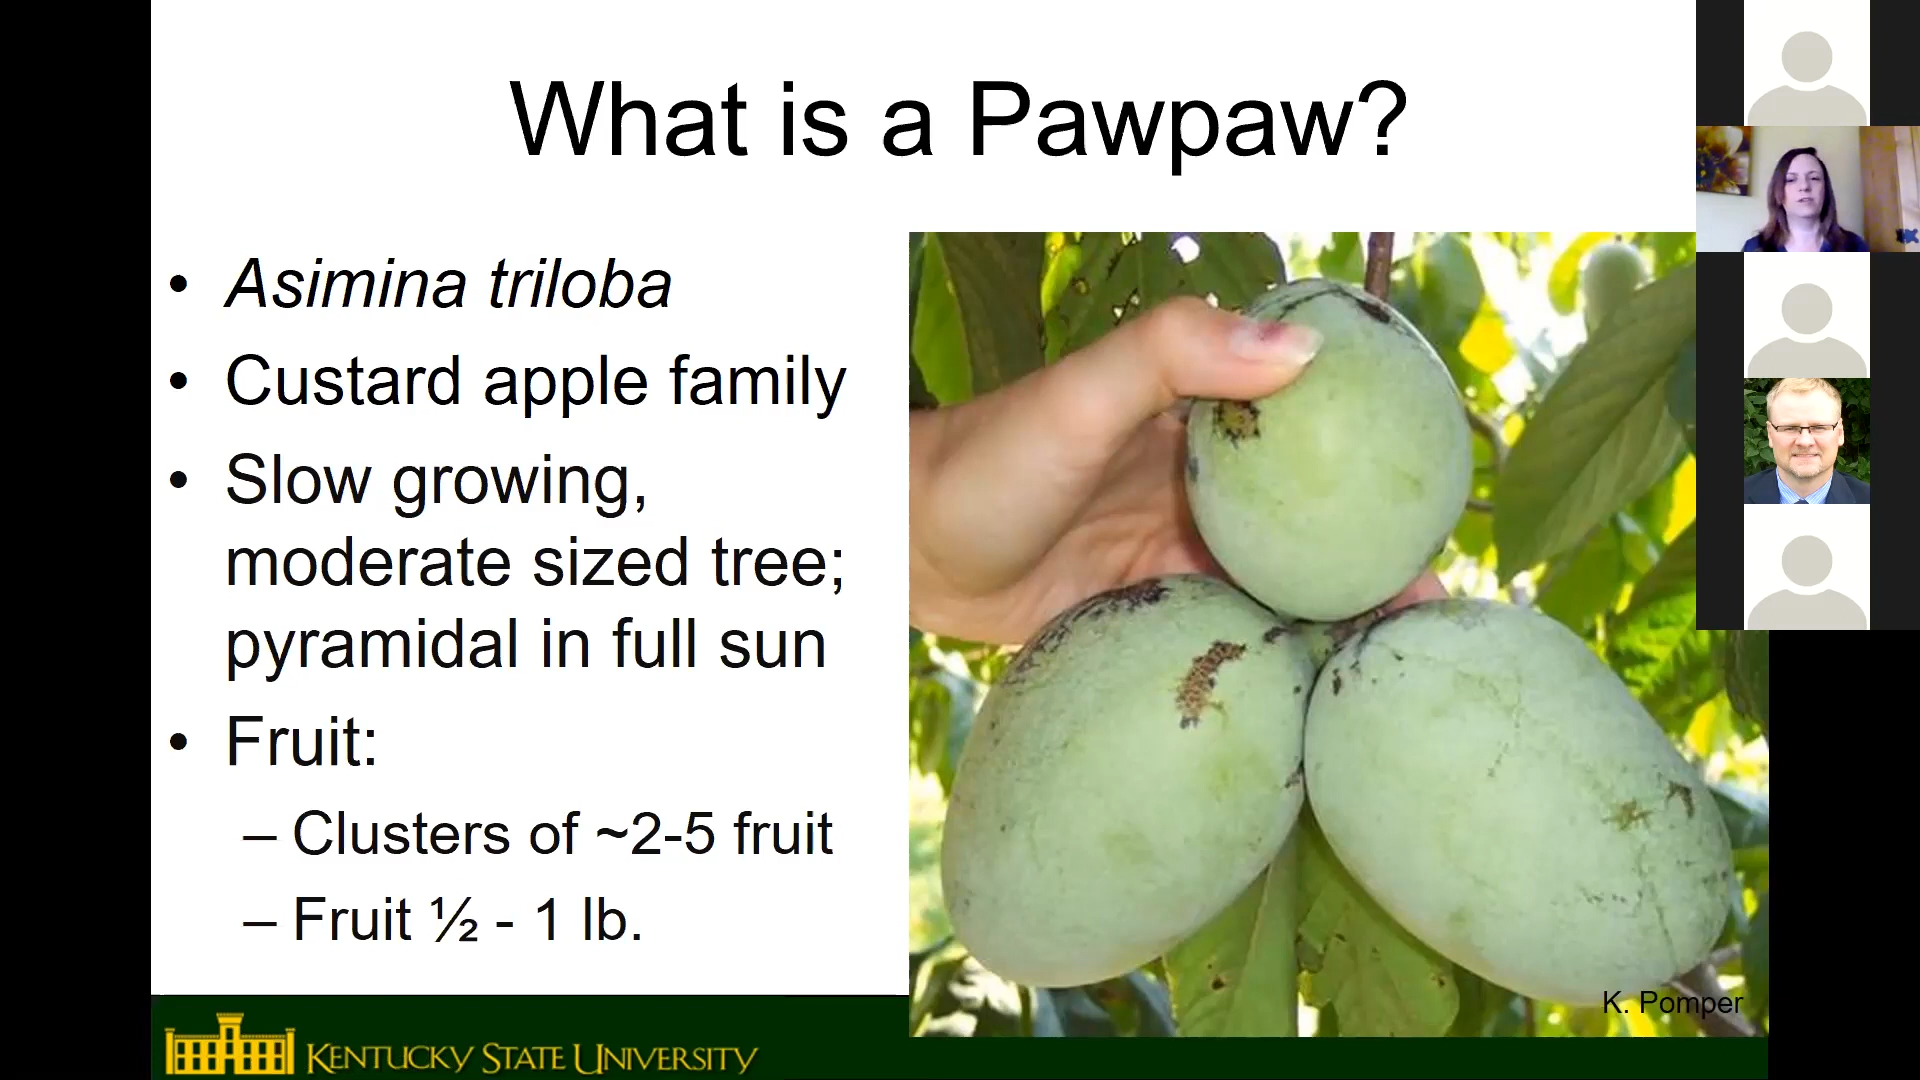 What is a Pawpaw?
• Asimina triloba
• Custard apple family
• Slow growing,
moderate sized tree;
pyramidal in full sun
• Fruit:
– Clusters of ~2-5 fruit
– Fruit ½ - 1 lb.
K. Pomper
KENTUCKY STATE UNIVERSITY